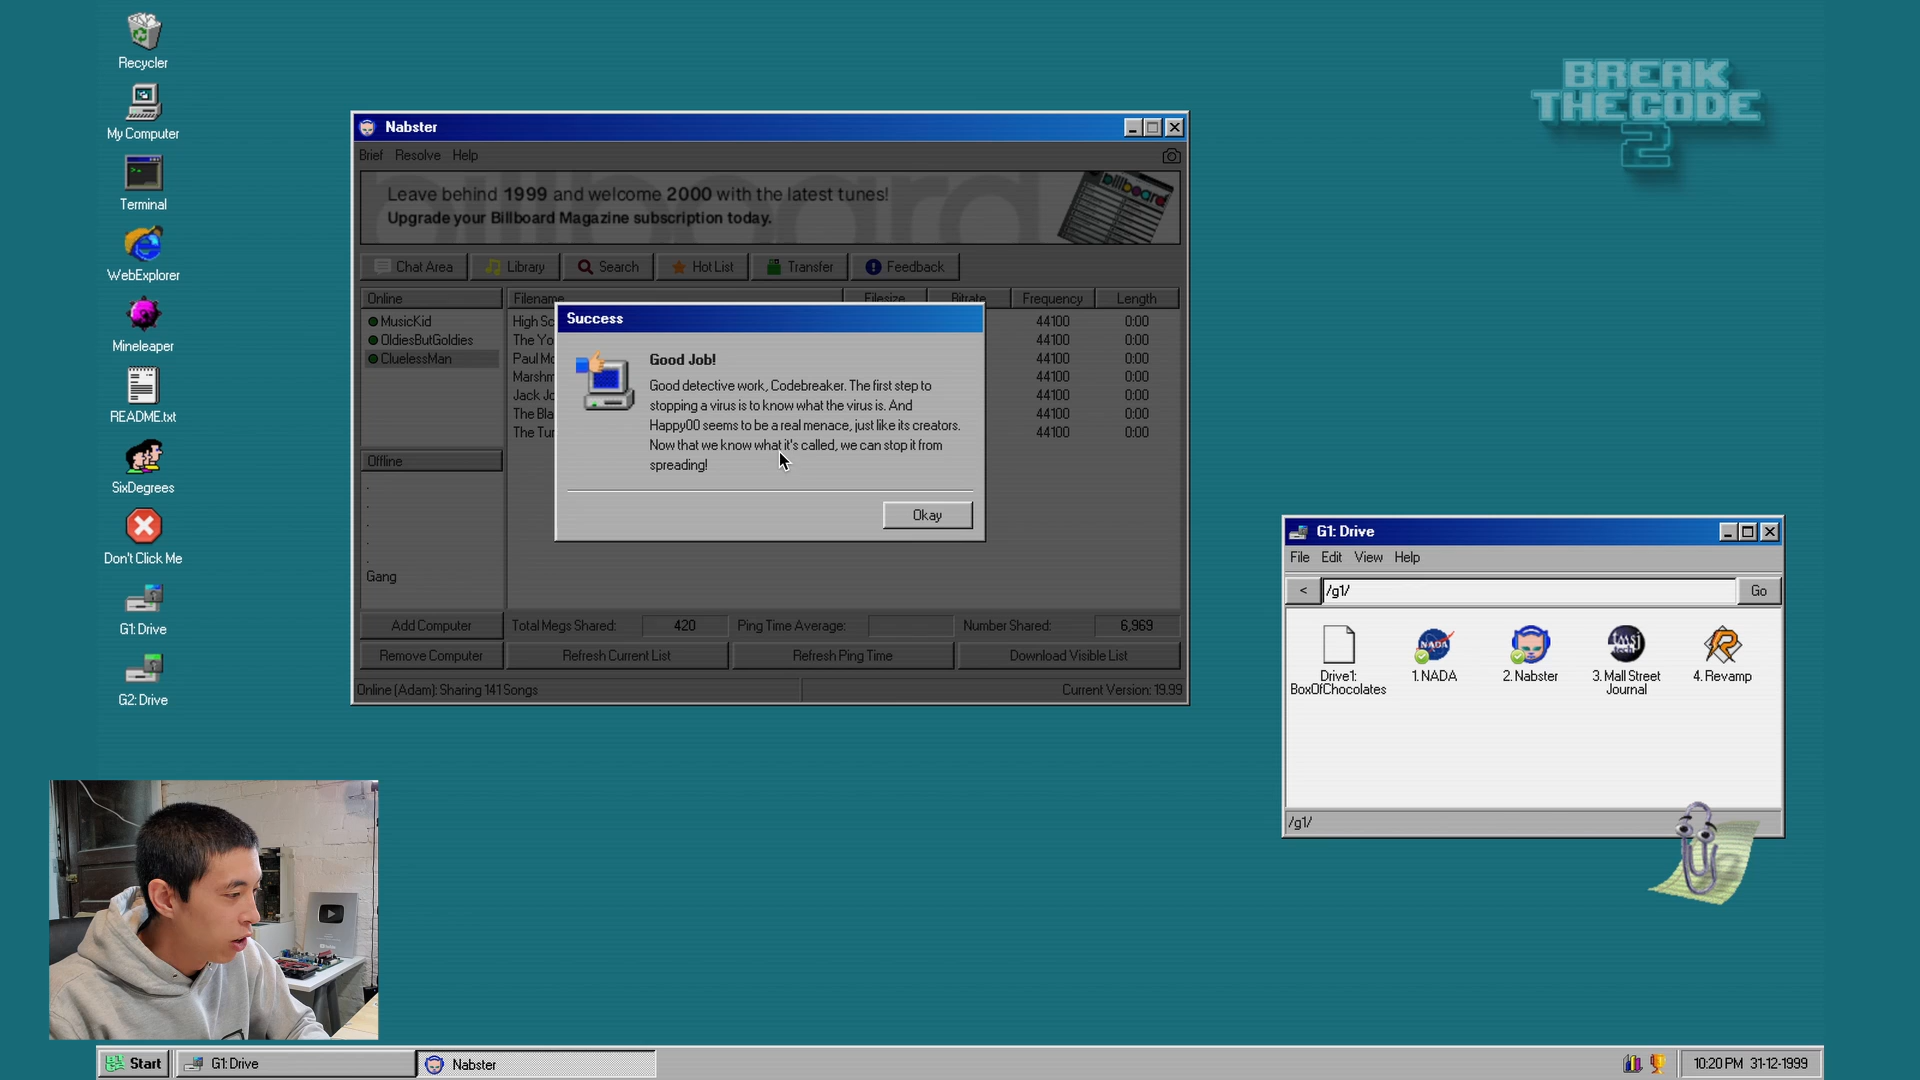 Recycler
My Computer
Terminal
WebExplorer
Mineleaper
README.txt
SixDegrees
Don't Click Me
G1: Drive
G2: Drive
BREAK
THE CODE
2
Nabster
Brief Resolve Help
Leave behind 1999 and welcome 2000 with the latest tunes!
Upgrade your Billboard Magazine subscription today.
billboard
Chat Area Library Search Hot List Transfer Feedback
Online Filename Filesize Bitrate Frequency Length
MusicKid High Sc 44100 0:00
OldiesButGoldies The Yo 44100 0:00
CluelessMan Paul Mc 44100 0:00
Marshm 44100 0:00
Jack Jo 44100 0:00
The Bla 44100 0:00
The Tur 44100 0:00
Offline
Gang
Success
Good Job!
Good detective work, Codebreaker. The first step to
stopping a virus is to know what the virus is. And
Happy00 seems to be a real menace, just like its creators.
Now that we know what it's called, we can stop it from
spreading!
Okay
Add Computer Total Megs Shared: 420 Ping Time Average: Number Shared: 6,969
Remove Computer Refresh Current List Refresh Ping Time Download Visible List
Online (Adam): Sharing 141 Songs Current Version: 19.99
G1: Drive
File Edit View Help
< /g1/ Go
Drive1:
BoxOfChocolates
NADA
1. NADA
2. Nabster
tmsj
tech
3. Mall Street
Journal
4. Revamp
/g1/
Start G1: Drive Nabster 10:20 PM 31-12-1999